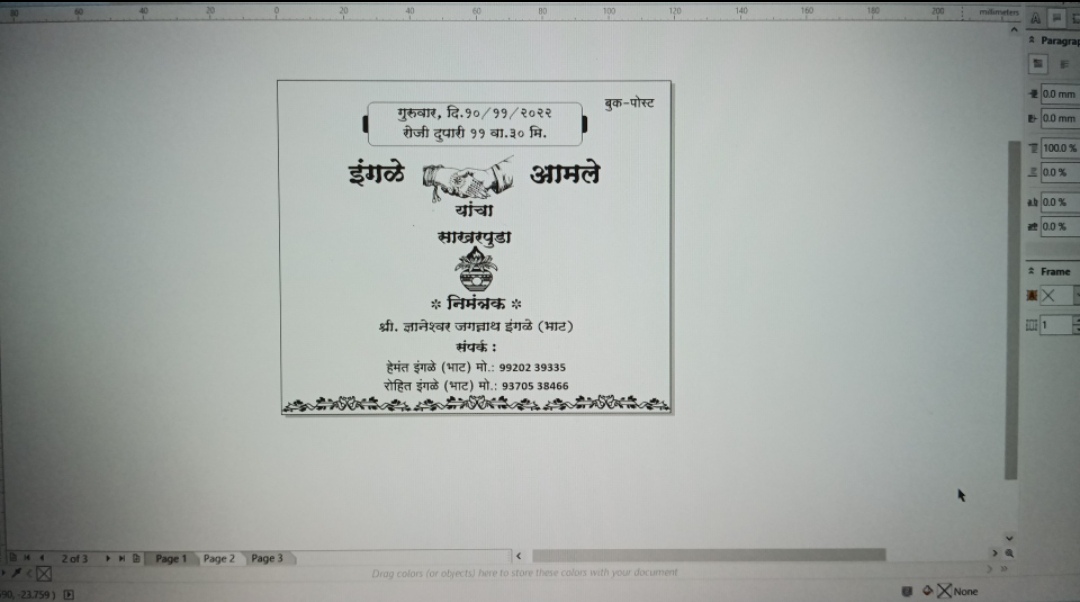 80 60 40 20 0 20 40 60 80 100 120 140 160 180 200 millimeters
बुक-पोस्ट
गुरुवार, दि.१०/११/२०२२
रोजी दुपारी ११ वा.३० मि.
इंगळे आमले
यांचा
साखरपुडा
* निमंत्रक *
श्री. ज्ञानेश्वर जगन्नाथ इंगळे (भाट)
संपर्क :
हेमंत इंगळे (भाट) मो.: 99202 39335
रोहित इंगळे (भाट) मो.: 93705 38466
Paragrap
0.0 mm
0.0 mm
100.0 %
0.0 %
0.0 %
0.0 %
Frame
1
2 of 3 Page 1 Page 2 Page 3
Drag colors (or objects) here to store these colors with your document
90, -23.759 ) None